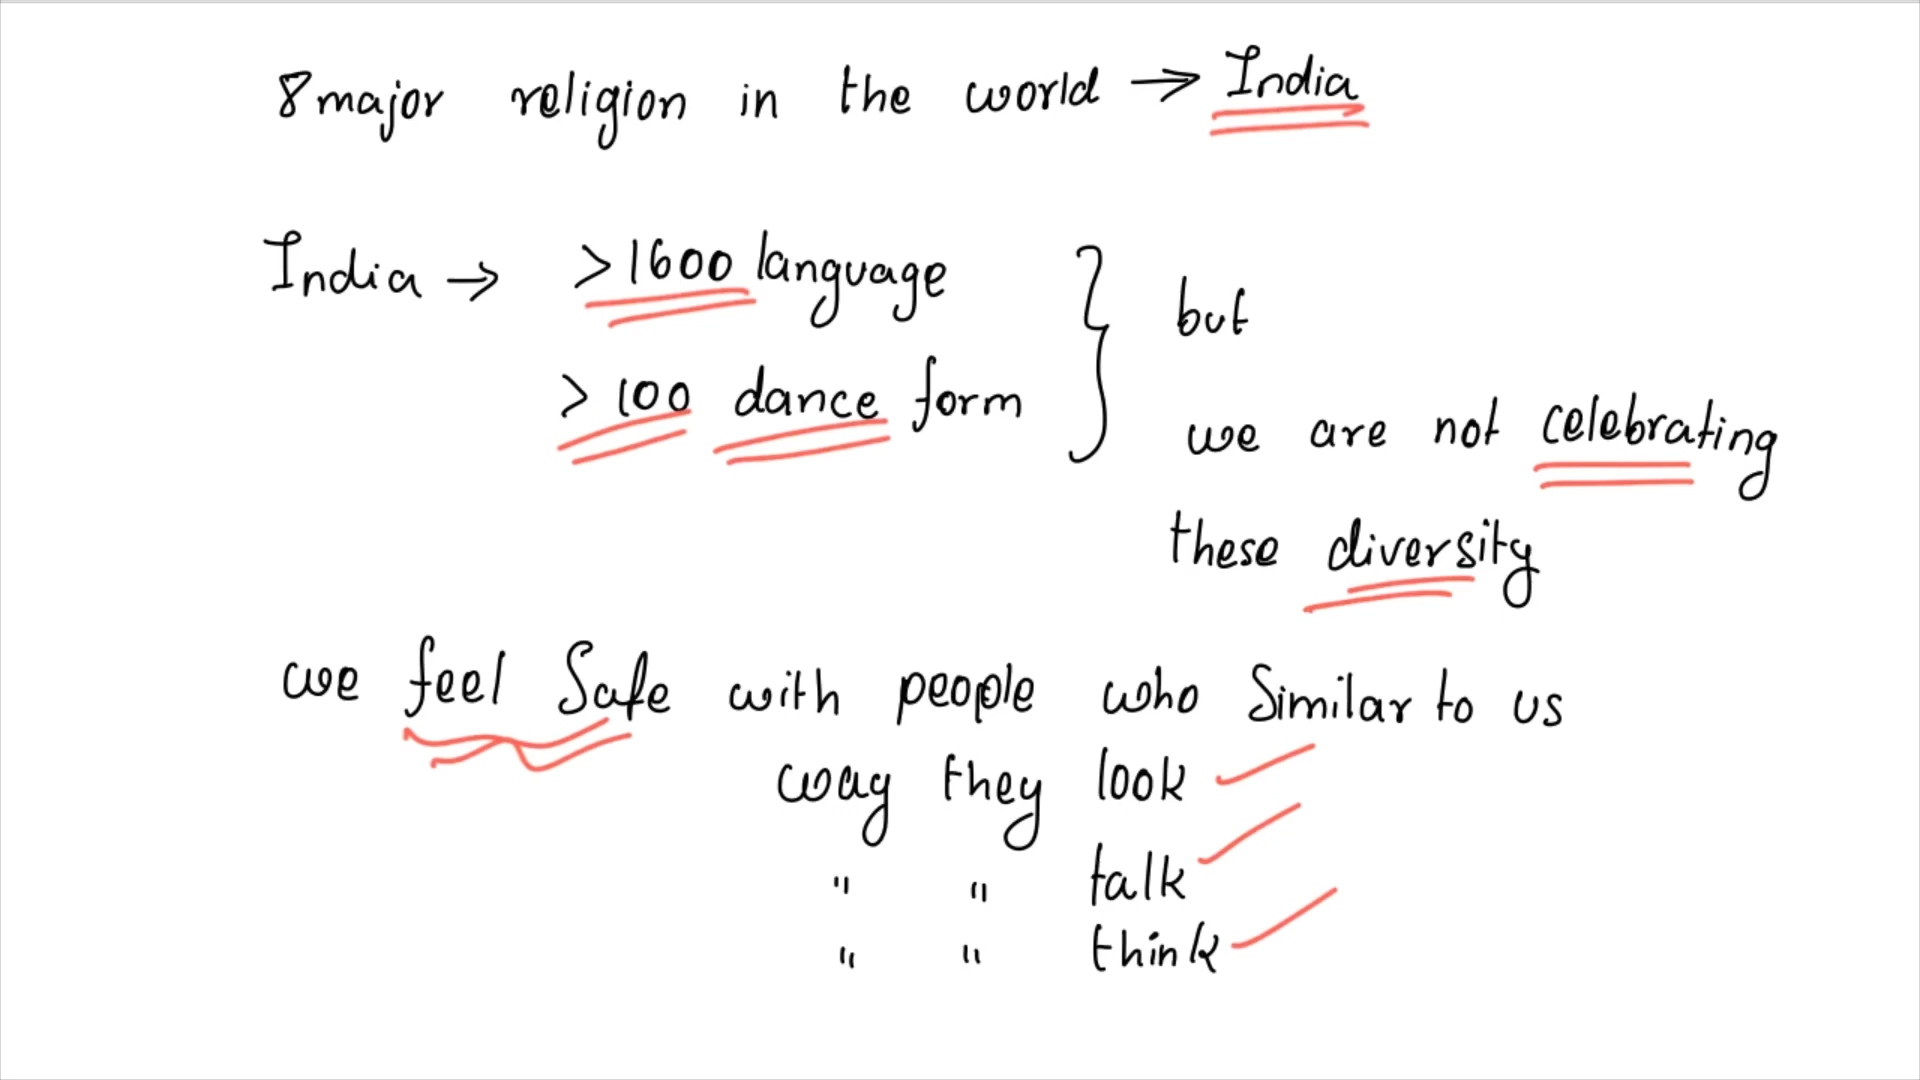 8 major religion in the world → India
India → >1600 language
>100 dance form
but
we are not celebrating
these diversity
we feel Safe with people who Similar to us
way they look
" " talk
" " think